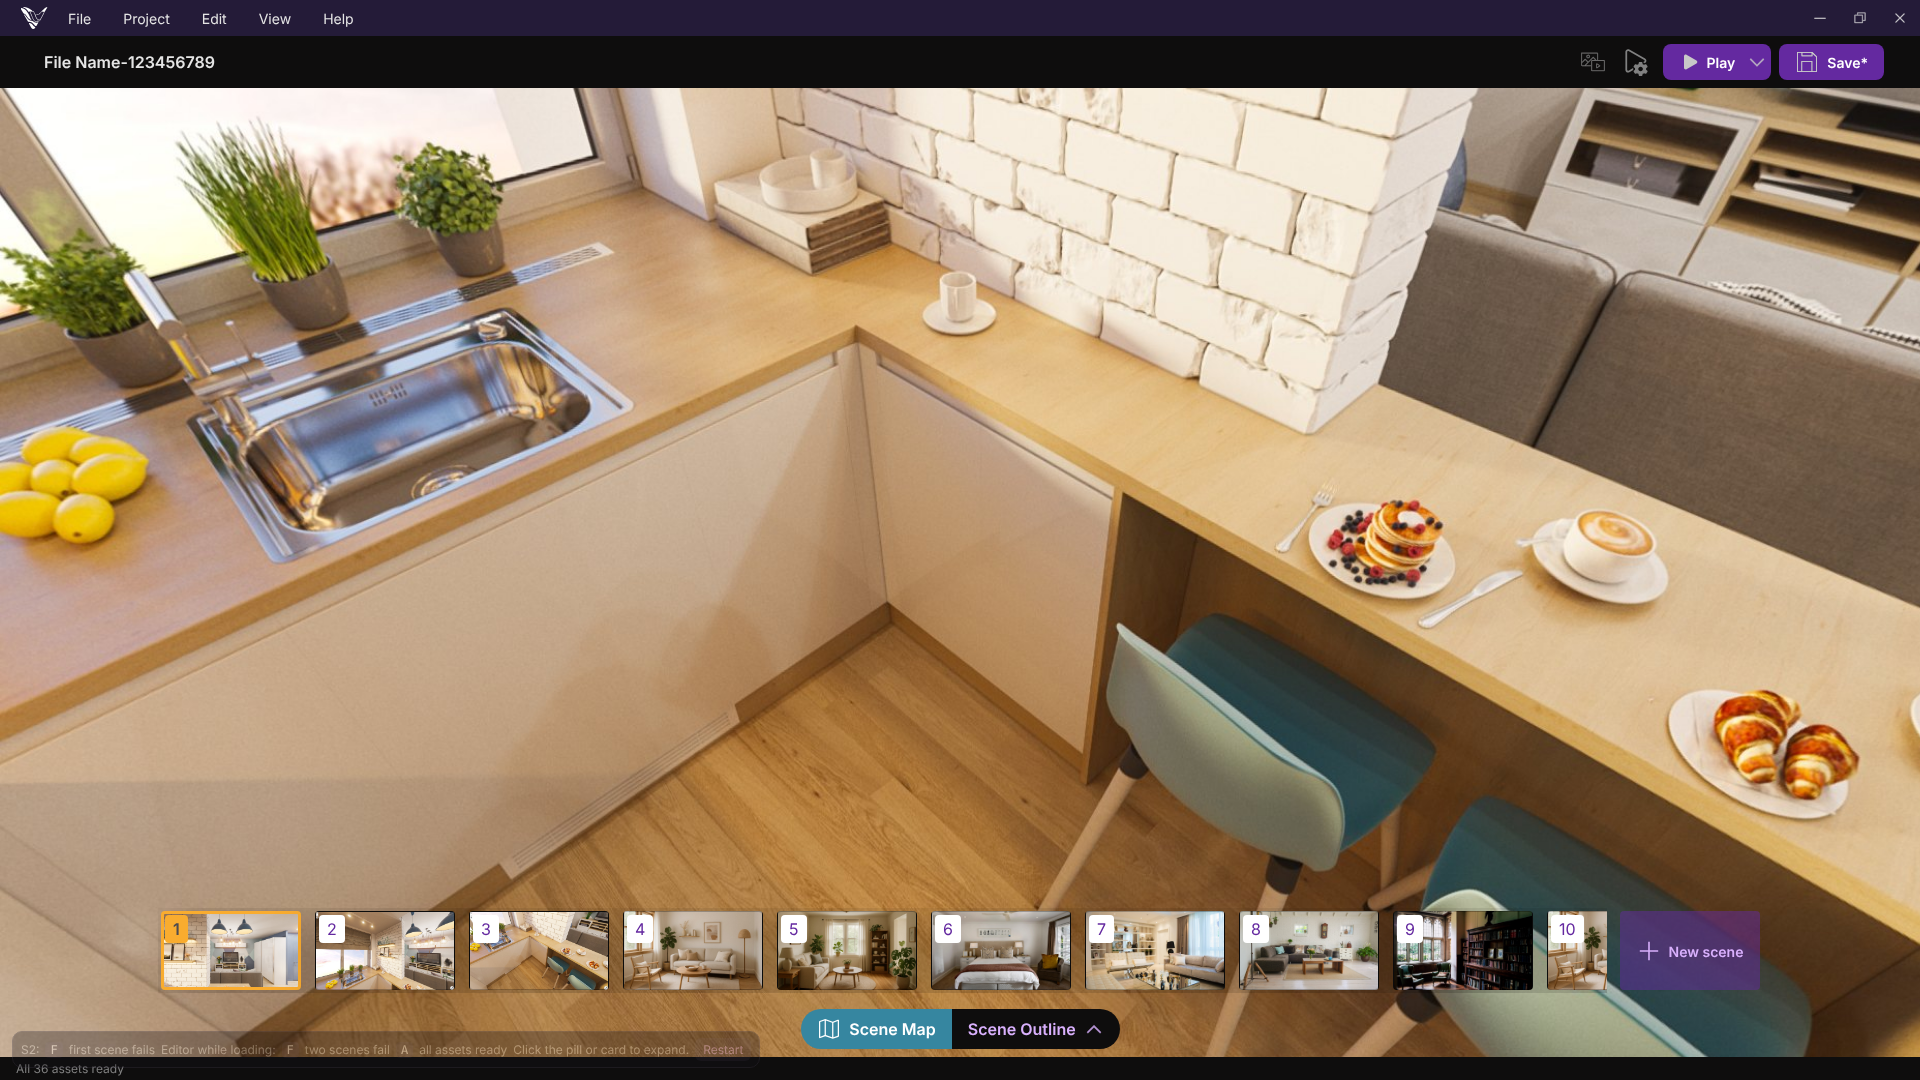 File Project Edit View Help
File Name-123456789
Play
Save*
1 2 3 4 5 6 7 8 9 10
New scene
Scene Map Scene Outline
S2: F first scene fails Editor while loading: F two scenes fail A all assets ready Click the pill or card to expand. Restart
All 36 assets ready